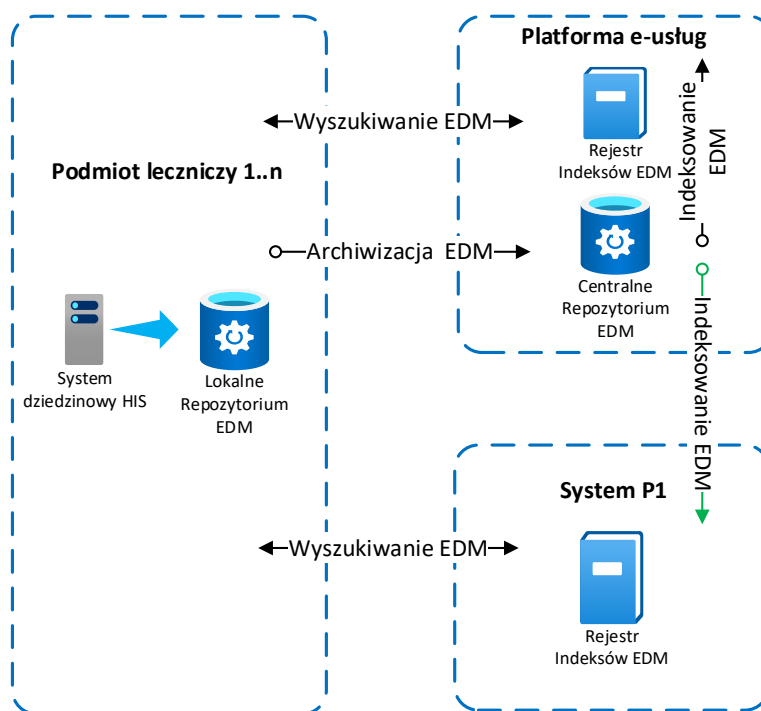 Platforma e-usług
Wyszukiwanie EDM
Rejestr
Indeksów EDM
Indeksowanie
EDM
Podmiot leczniczy 1..n
Archiwizacja  EDM
Centralne
Repozytorium
EDM
Indeksowanie EDM
System
dziedzinowy HIS
Lokalne
Repozytorium
EDM
System P1
Wyszukiwanie EDM
Rejestr
Indeksów EDM